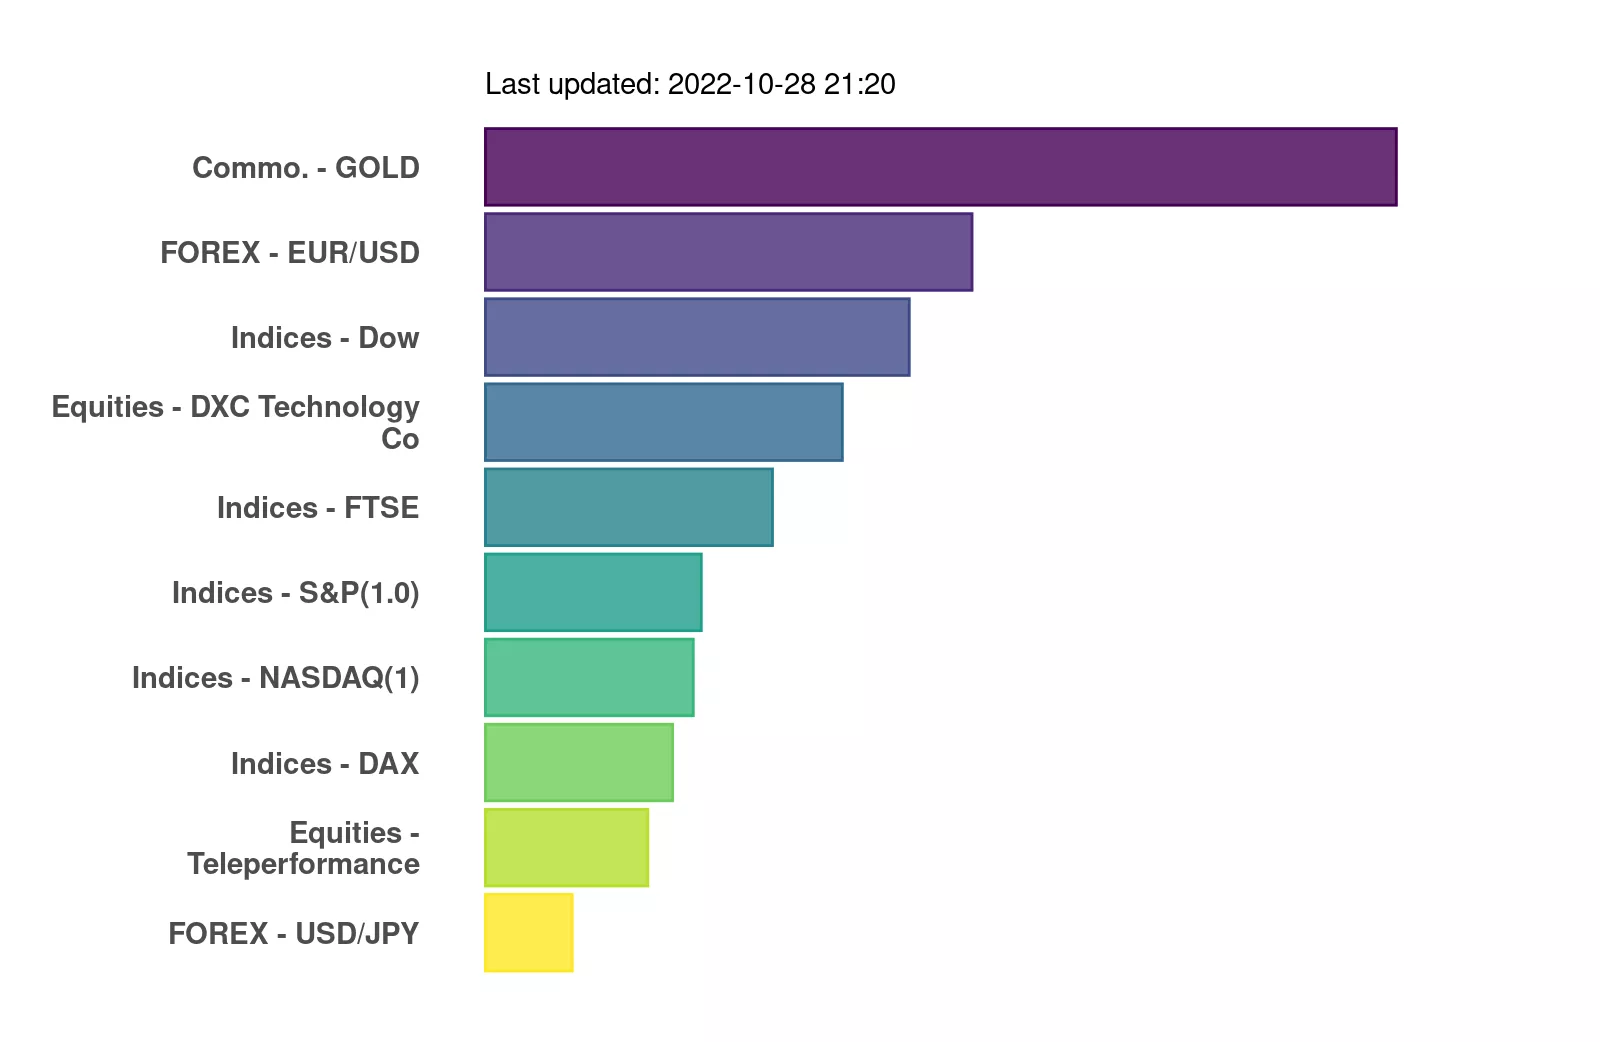 Last updated: 2022-10-28 21:20
Commo. - GOLD
FOREX - EUR/USD
Indices - Dow
Equities - DXC Technology
Co
Indices - FTSE
Indices - S&P(1.0)
Indices - NASDAQ(1)
Indices - DAX
Equities -
Teleperformance
FOREX - USD/JPY